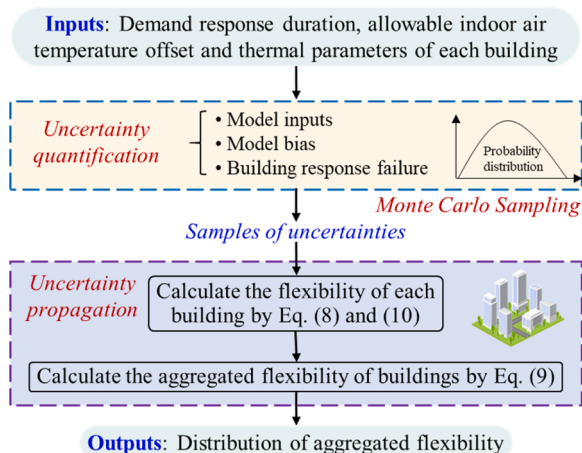 Inputs: Demand response duration, allowable indoor air
temperature offset and thermal parameters of each building
Uncertainty
quantification
• Model inputs
• Model bias
• Building response failure
Probability
distribution
Monte Carlo Sampling
Samples of uncertainties
Uncertainty
propagation
Calculate the flexibility of each
building by Eq. (8) and (10)
Calculate the aggregated flexibility of buildings by Eq. (9)
Outputs: Distribution of aggregated flexibility